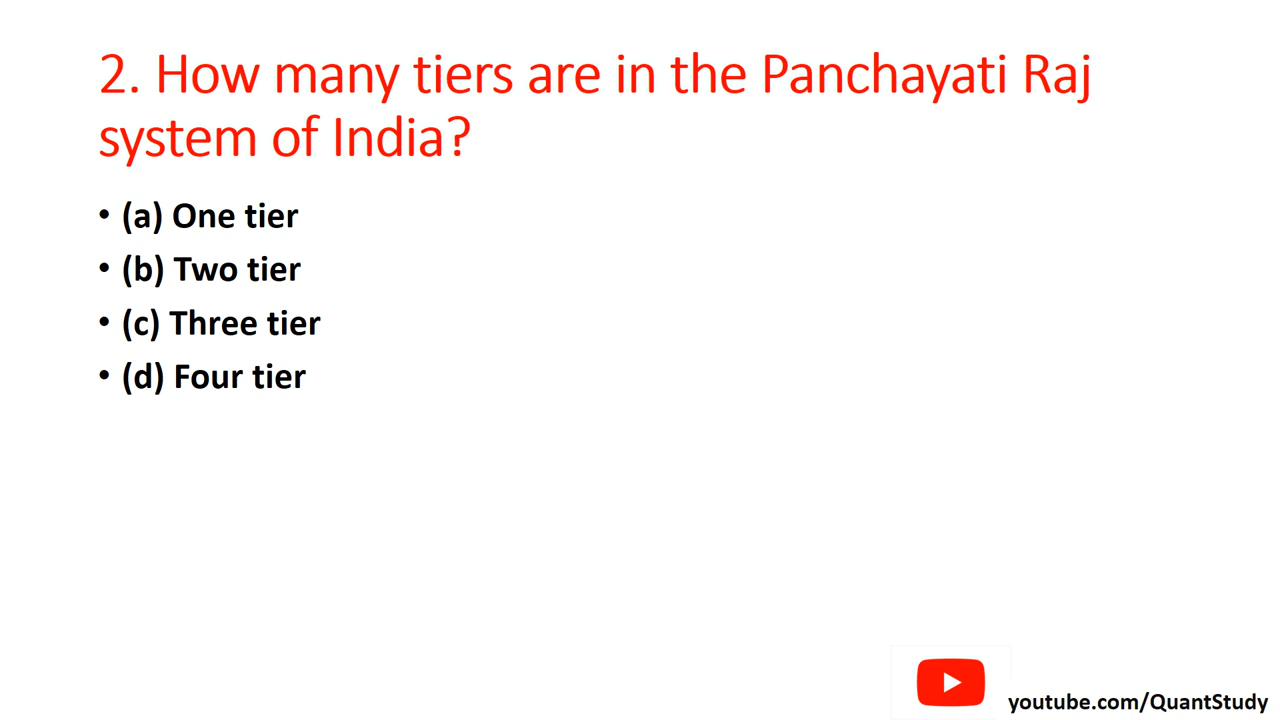 2. How many tiers are in the Panchayati Raj
system of India?
• (a) One tier
• (b) Two tier
• (c) Three tier
• (d) Four tier
youtube.com/QuantStudy